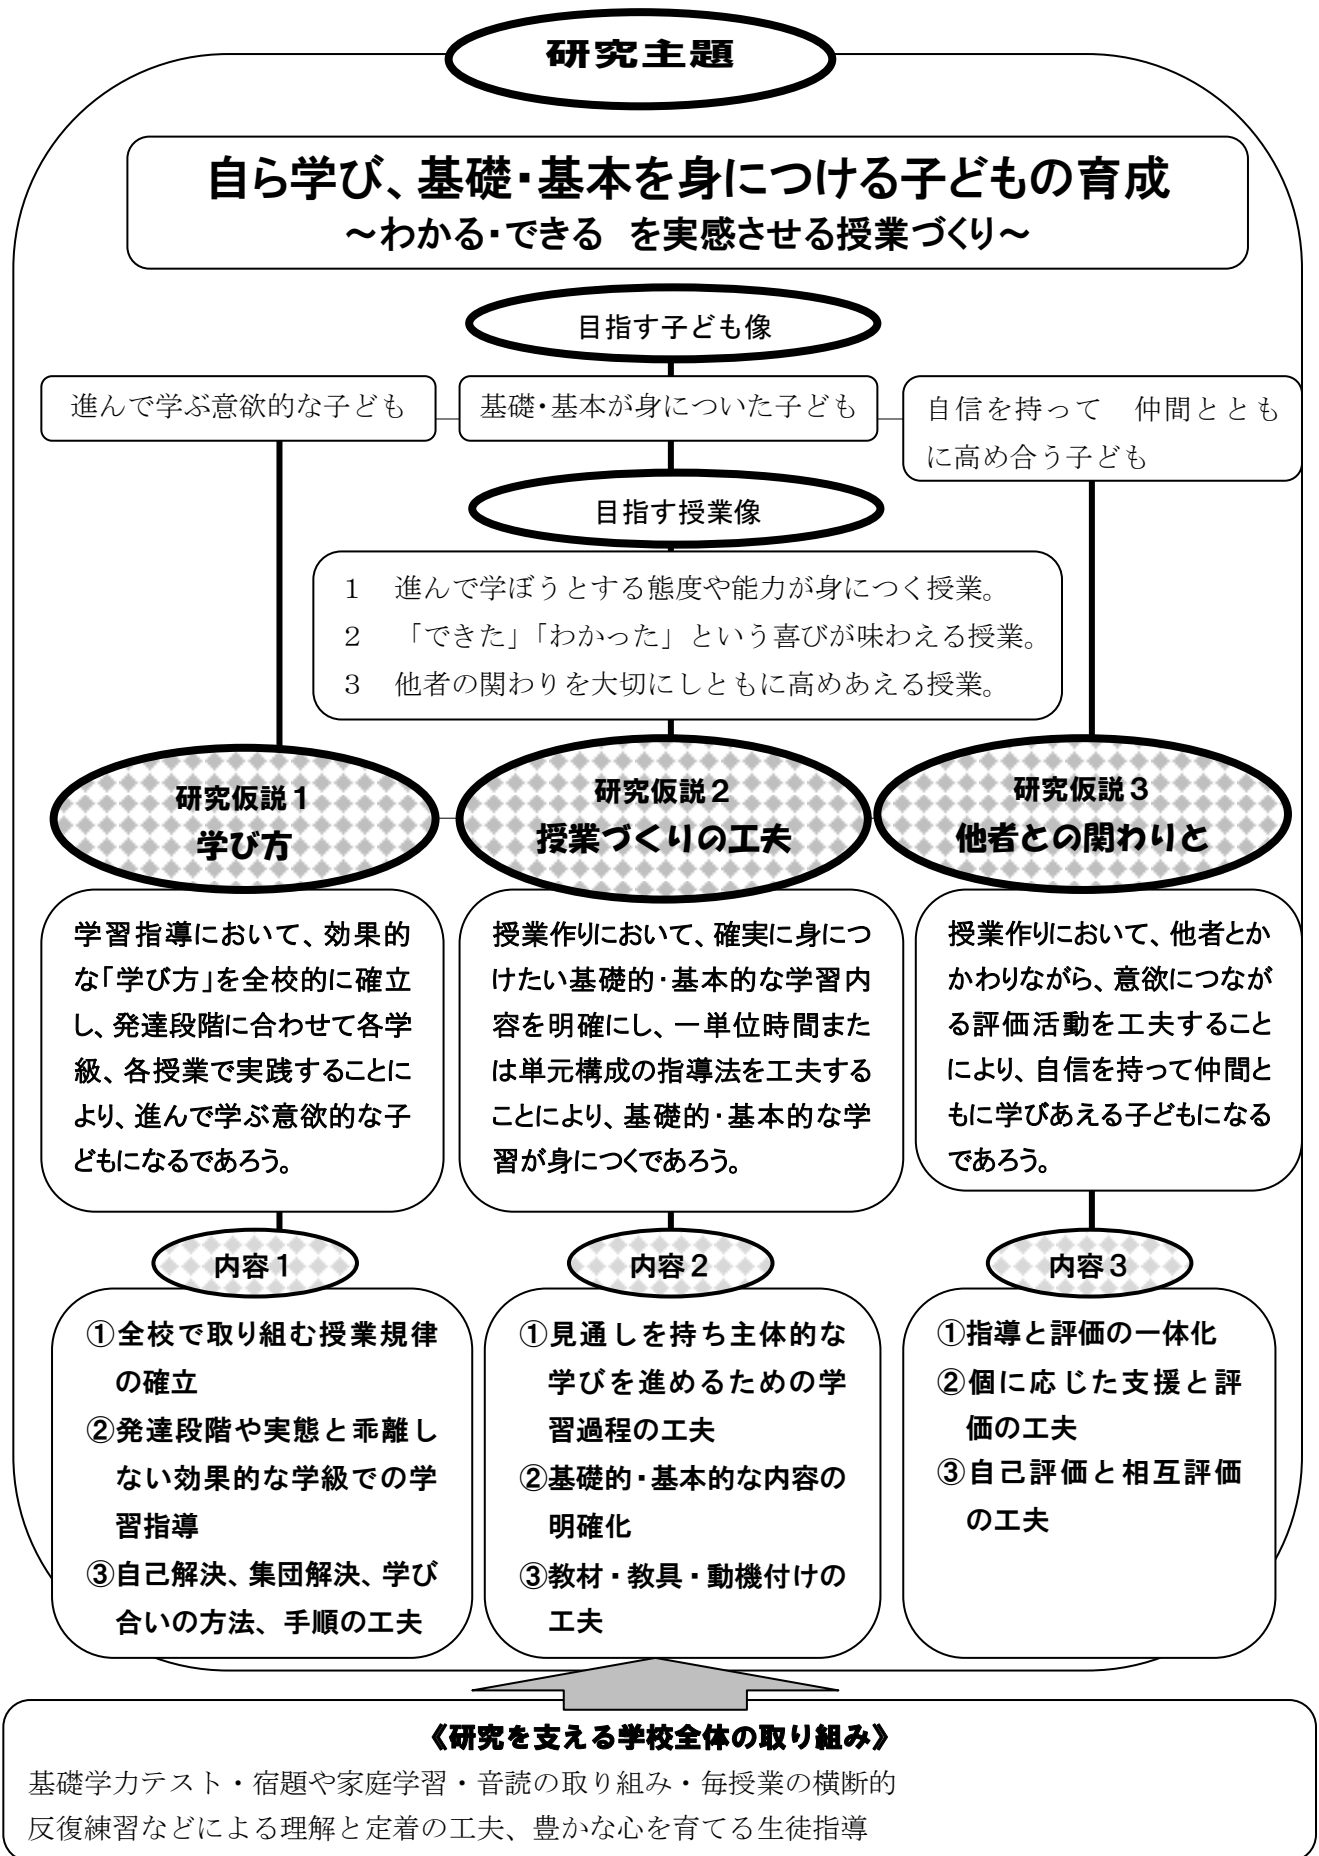 研究主題
自ら学び、基礎・基本を身につける子どもの育成
～わかる・できる　を実感させる授業づくり～
目指す子ども像
進んで学ぶ意欲的な子ども
基礎・基本が身についた子ども
自信を持って　仲間ととも
に高め合う子ども
目指す授業像
１　進んで学ぼうとする態度や能力が身につく授業。
２　「できた」「わかった」という喜びが味わえる授業。
３　他者の関わりを大切にしともに高めあえる授業。
研究仮説１
学び方
研究仮説２
授業づくりの工夫
研究仮説３
他者との関わりと
学習指導において、効果的
な「学び方」を全校的に確立
し、発達段階に合わせて各学
級、各授業で実践することに
より、進んで学ぶ意欲的な子
どもになるであろう。
授業作りにおいて、確実に身につ
けたい基礎的・基本的な学習内
容を明確にし、一単位時間また
は単元構成の指導法を工夫する
ことにより、基礎的・基本的な学
習が身につくであろう。
授業作りにおいて、他者とか
かわりながら、意欲につなが
る評価活動を工夫すること
により、自信を持って仲間と
もに学びあえる子どもになる
であろう。
内容１
①全校で取り組む授業規律
の確立
②発達段階や実態と乖離し
ない効果的な学級での学
習指導
③自己解決、集団解決、学び
合いの方法、手順の工夫
内容２
①見通しを持ち主体的な
学びを進めるための学
習過程の工夫
②基礎的・基本的な内容の
明確化
③教材・教具・動機付けの
工夫
内容３
①指導と評価の一体化
②個に応じた支援と評
価の工夫
③自己評価と相互評価
の工夫
《研究を支える学校全体の取り組み》
基礎学力テスト・宿題や家庭学習・音読の取り組み・毎授業の横断的
反復練習などによる理解と定着の工夫、豊かな心を育てる生徒指導